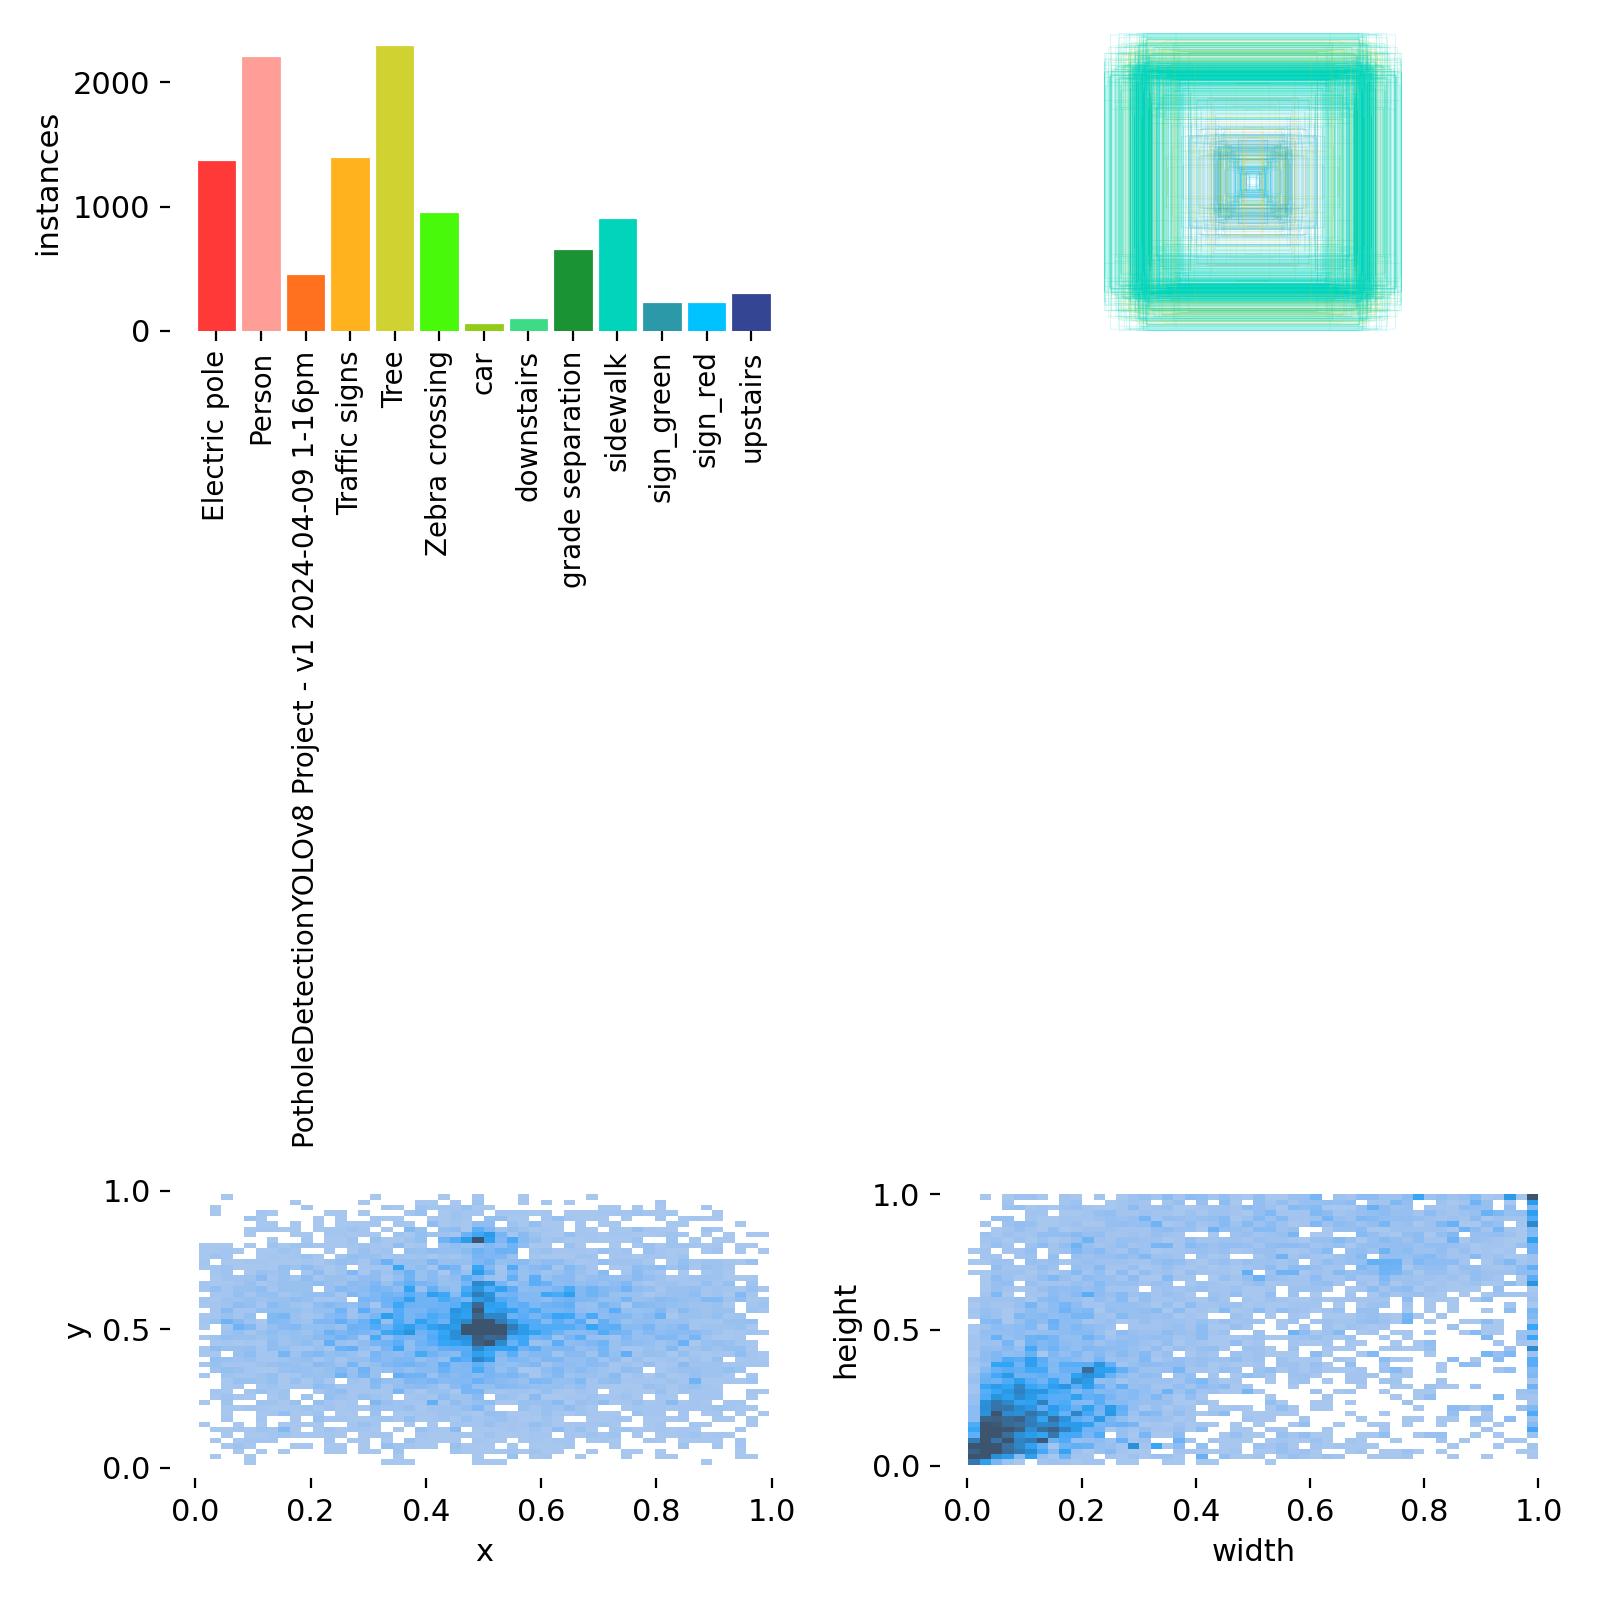 instances
2000
1000
0
Electric pole
Person
PotholeDetectionYOLOv8 Project - v1 2024-04-09 1-16pm
Traffic signs
Tree
Zebra crossing
car
downstairs
grade separation
sidewalk
sign_green
sign_red
upstairs
y
1.0
0.5
0.0
0.0 0.2 0.4 0.6 0.8 1.0
x
height
1.0
0.5
0.0
0.0 0.2 0.4 0.6 0.8 1.0
width